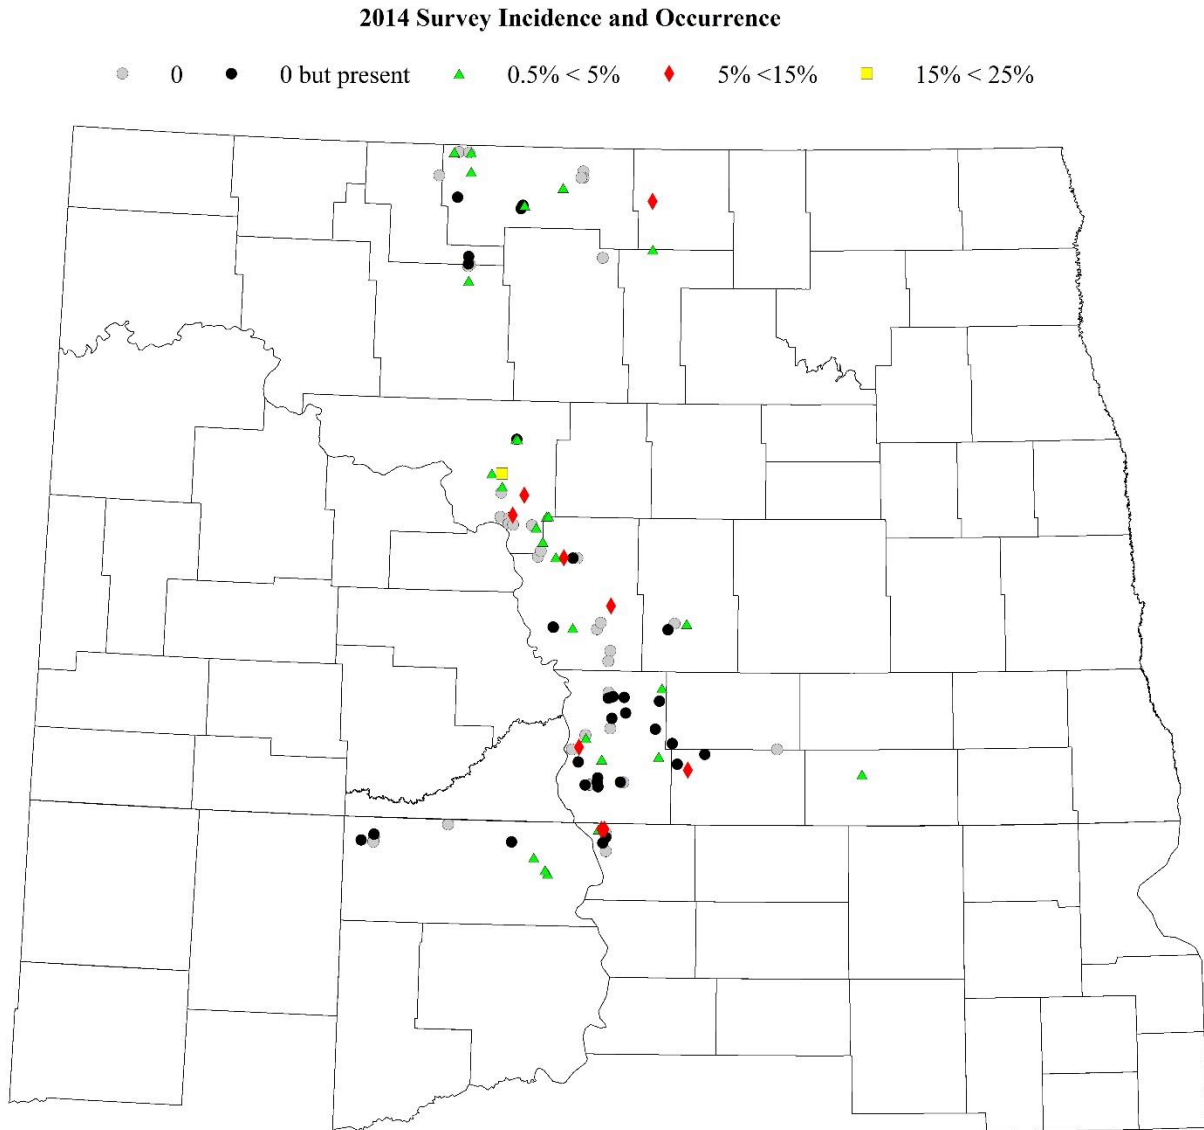 2014 Survey Incidence and Occurrence
0 0 but present 0.5% < 5% 5% <15% 15% < 25%